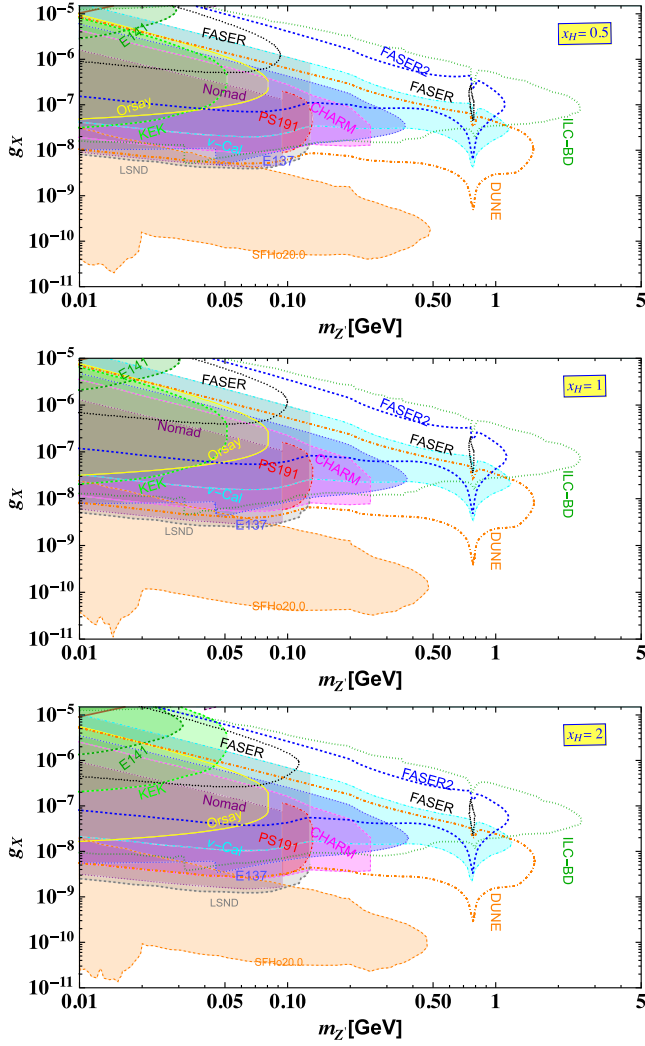 x_H = 0.5
10⁻⁵
10⁻⁶
10⁻⁷
10⁻⁸
10⁻⁹
10⁻¹⁰
10⁻¹¹
g_X
E141
FASER
FASER2
FASER
Orsay
Nomad
KEK
PS191
CHARM
ν-Cal
E137
LSND
ILC-BD
DUNE
SFHo20.0
0.01 0.05 0.10 0.50 1 5
m_Z' [GeV]
x_H = 1
10⁻⁵
10⁻⁶
10⁻⁷
10⁻⁸
10⁻⁹
10⁻¹⁰
10⁻¹¹
g_X
E141
FASER
FASER2
FASER
Nomad
Orsay
PS191
CHARM
KEK
ν-Cal
E137
LSND
ILC-BD
DUNE
SFHo20.0
0.01 0.05 0.10 0.50 1 5
m_Z' [GeV]
x_H = 2
10⁻⁵
10⁻⁶
10⁻⁷
10⁻⁸
10⁻⁹
10⁻¹⁰
10⁻¹¹
g_X
E141
FASER
FASER2
KEK
FASER
Nomad
Orsay
PS191
CHARM
ν-Cal
E137
LSND
ILC-BD
DUNE
SFHo20.0
0.01 0.05 0.10 0.50 1 5
m_Z' [GeV]